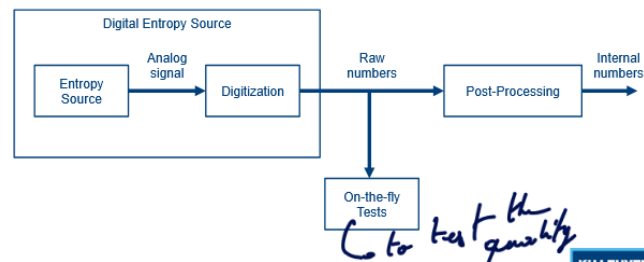 Digital Entropy Source
Analog
signal
Raw
numbers
Internal
numbers
Entropy
Source
Digitization
Post-Processing
On-the-fly
Tests
to test the